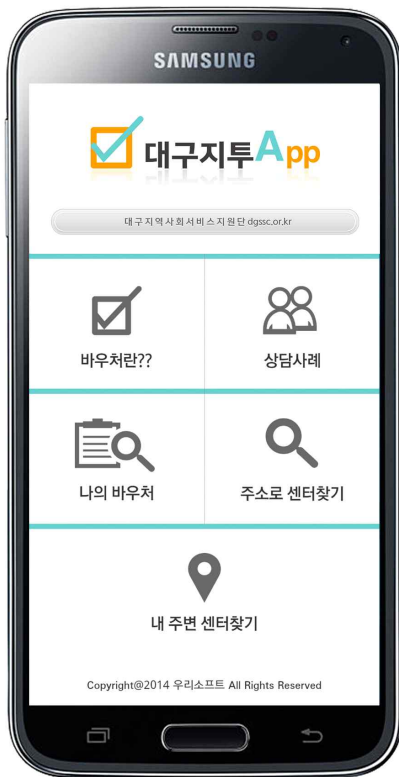 SAMSUNG
대구지투App
대구지역사회서비스지원단 dgssc.or.kr
바우처란??
상담사례
나의 바우처
주소로 센터찾기
내 주변 센터찾기
Copyright@2014 우리소프트 All Rights Reserved